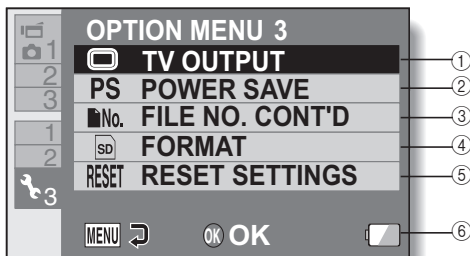 OPTION MENU 3
TV OUTPUT ①
PS POWER SAVE ②
No. FILE NO. CONT'D ③
SD FORMAT ④
RESET RESET SETTINGS ⑤
1
2
3
1
2
3
MENU OK OK ⑥